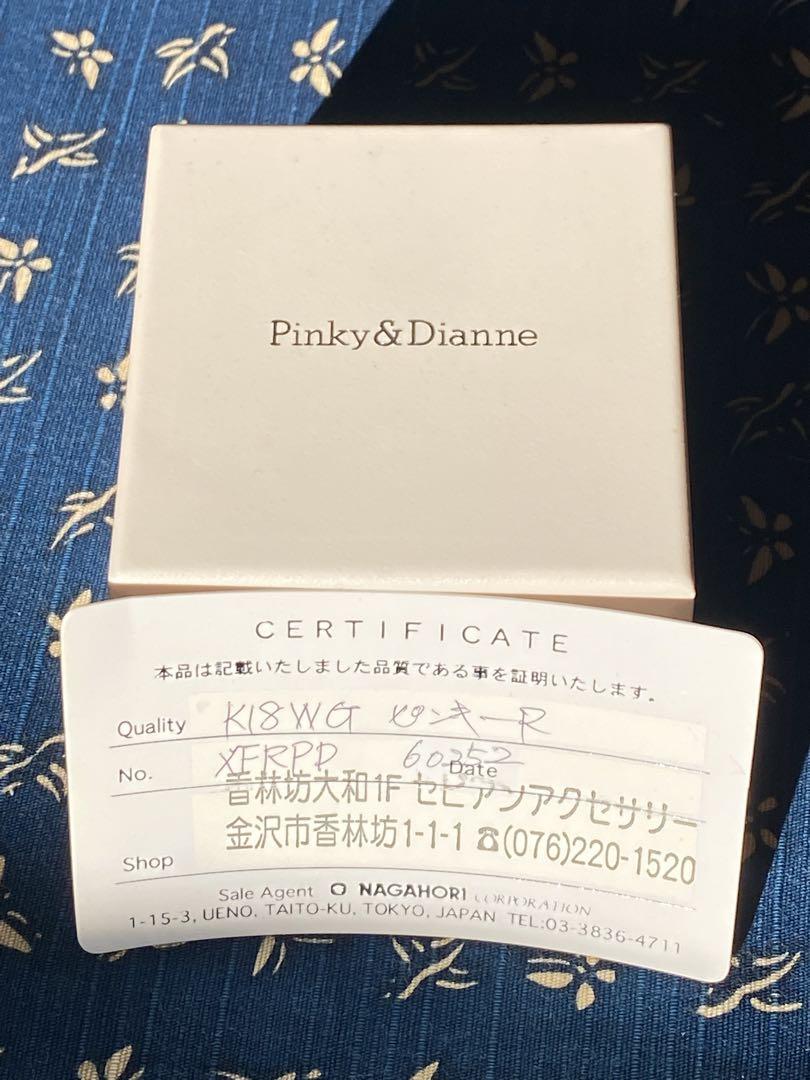 Pinky&Dianne
CERTIFICATE
本品は記載いたしました品質である事を証明いたします。
Quality K18WG ピンキーR
No. XFRPD 60252
Date
香林坊大和1F セビアンアクセサリー
金沢市香林坊1-1-1 ☎(076)220-1520
Shop
Sale Agent NAGAHORI CORPORATION
1-15-3, UENO, TAITO-KU, TOKYO, JAPAN TEL:03-3836-4711